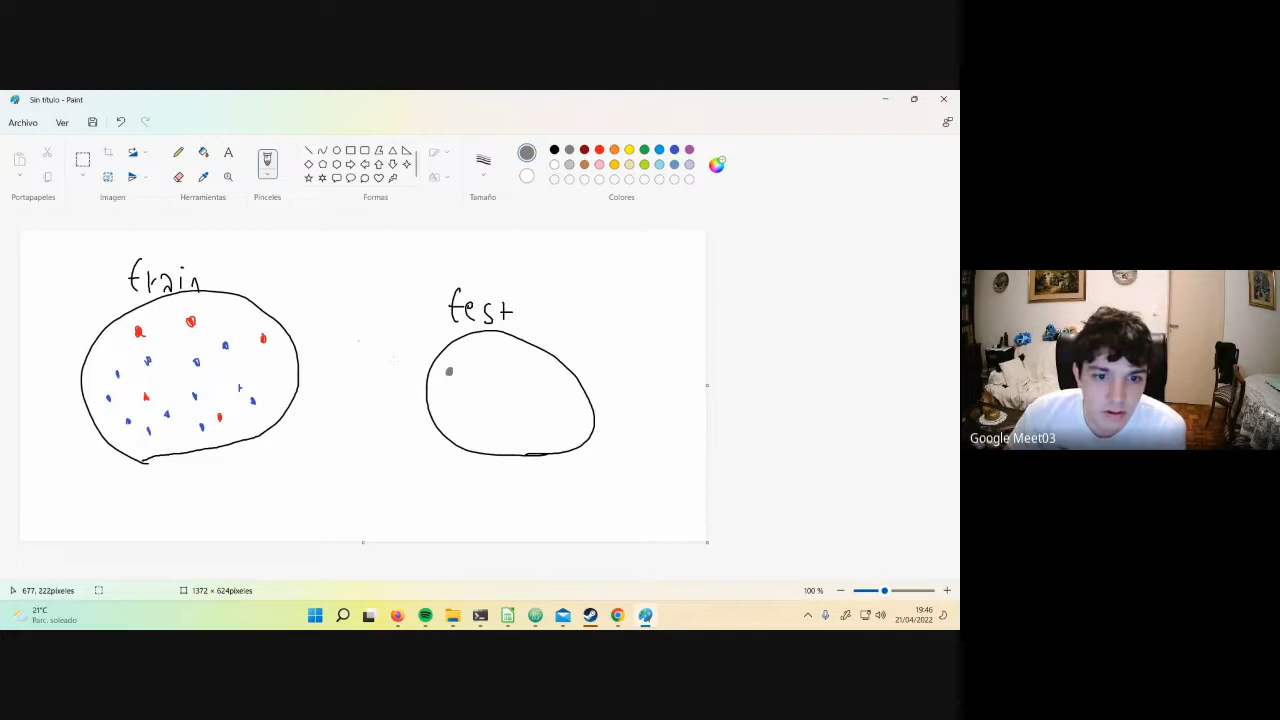 Sin título - Paint
Archivo Ver
Portapapeles Imagen Herramientas Pinceles Formas Tamaño Colores
train
test
Google Meet03
677, 222píxeles 1372 × 624píxeles 100 %
21°C
Parc. soleado
19:46
21/04/2022